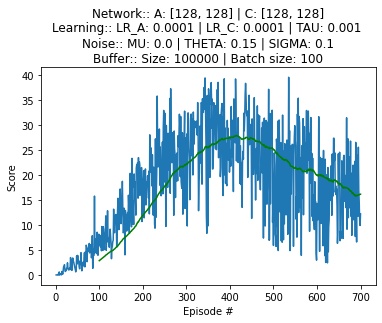 Network:: A: [128, 128] | C: [128, 128]
Learning:: LR_A: 0.0001 | LR_C: 0.0001 | TAU: 0.001
Noise:: MU: 0.0 | THETA: 0.15 | SIGMA: 0.1
Buffer:: Size: 100000 | Batch size: 100
40
35
30
25
20
15
10
5
0
Score
0 100 200 300 400 500 600 700
Episode #